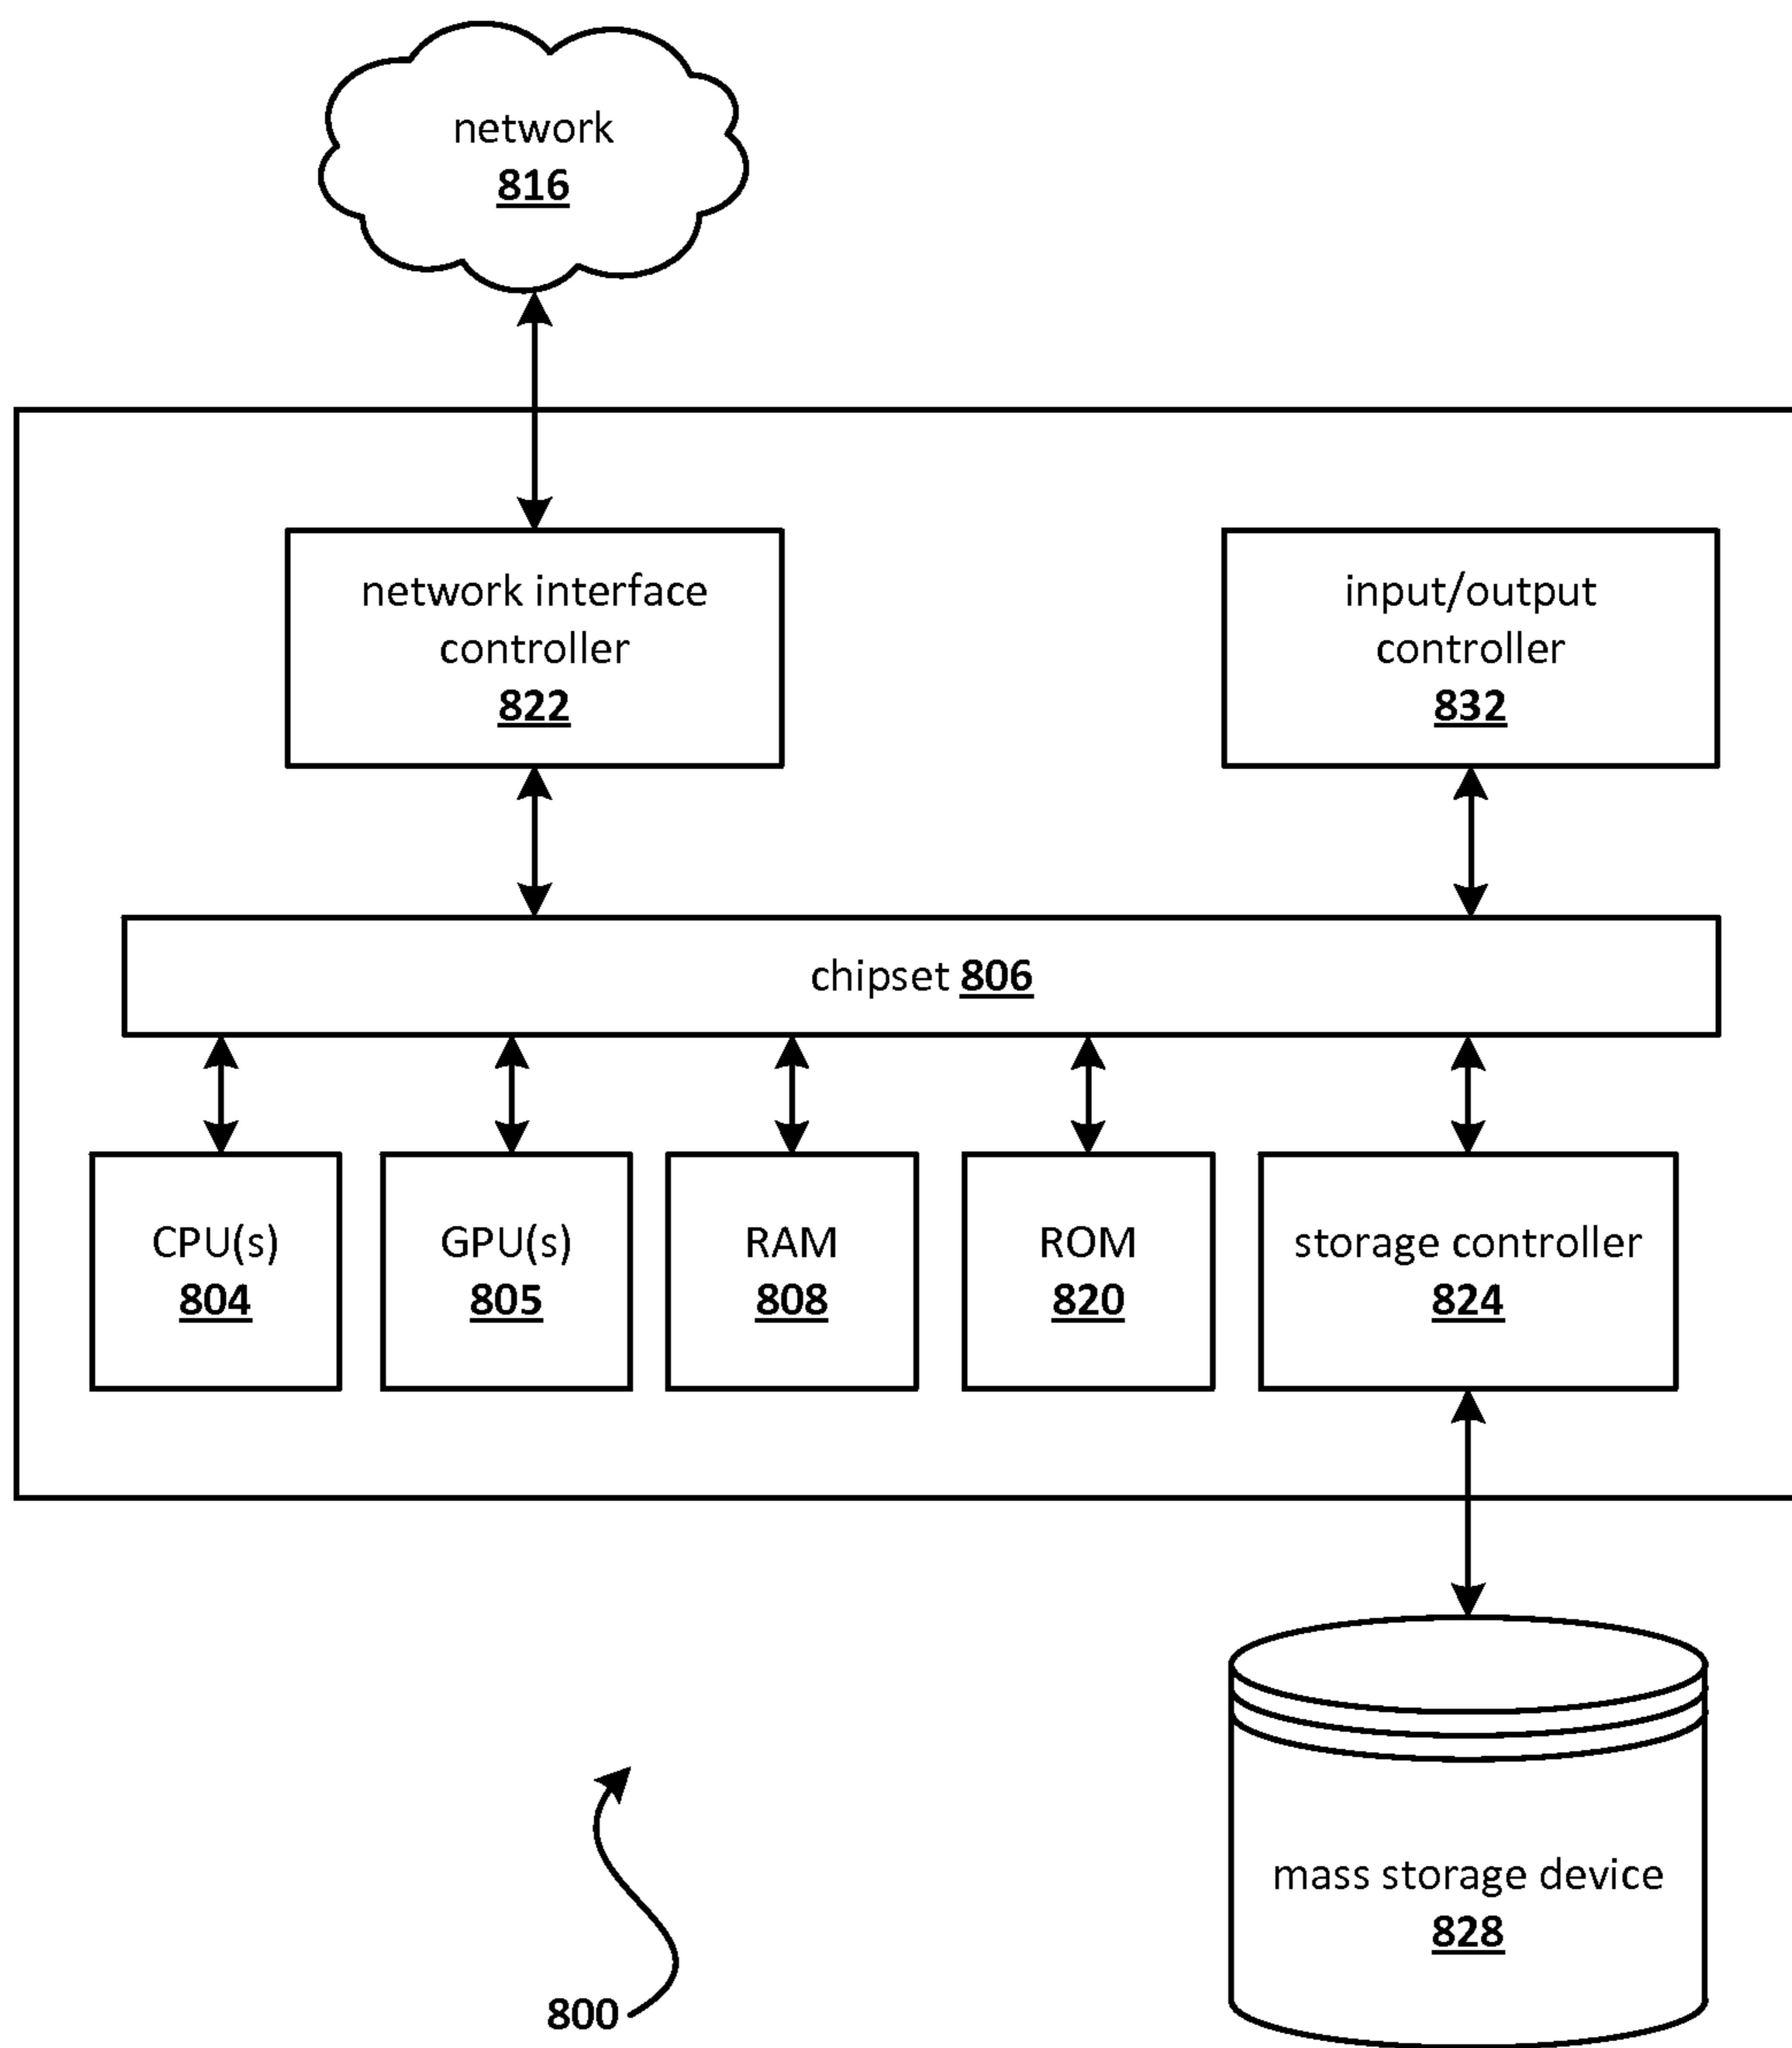 network
816
network interface
controller
822
input/output
controller
832
chipset 806
CPU(s)
804
GPU(s)
805
RAM
808
ROM
820
storage controller
824
mass storage device
828
800